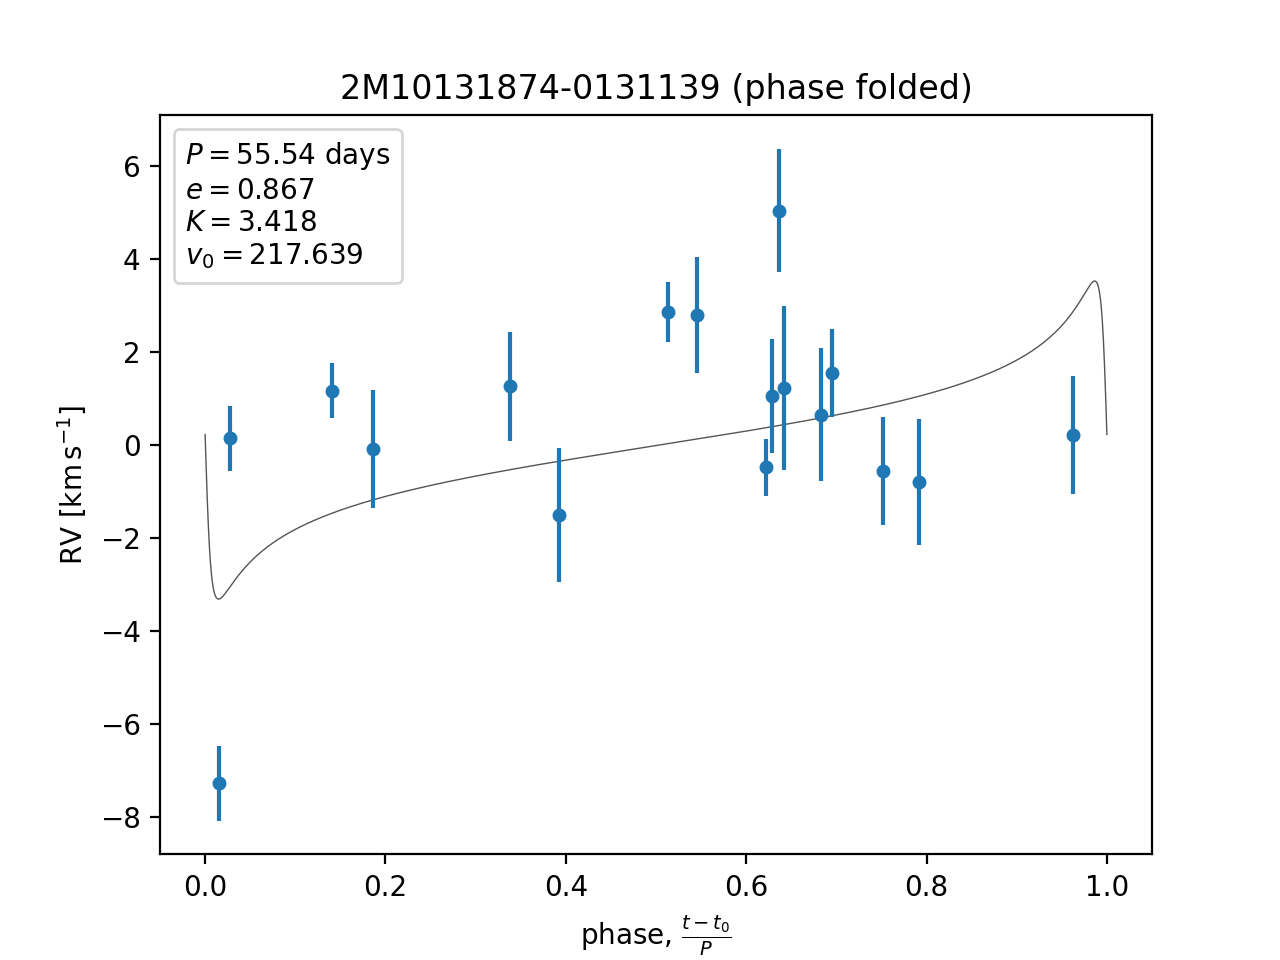 2M10131874-0131139 (phase folded)
P = 55.54 days
e = 0.867
K = 3.418
v₀ = 217.639
RV [km s⁻¹]
6
4
2
0
−2
−4
−6
−8
0.0 0.2 0.4 0.6 0.8 1.0
phase, (t − t₀)/P